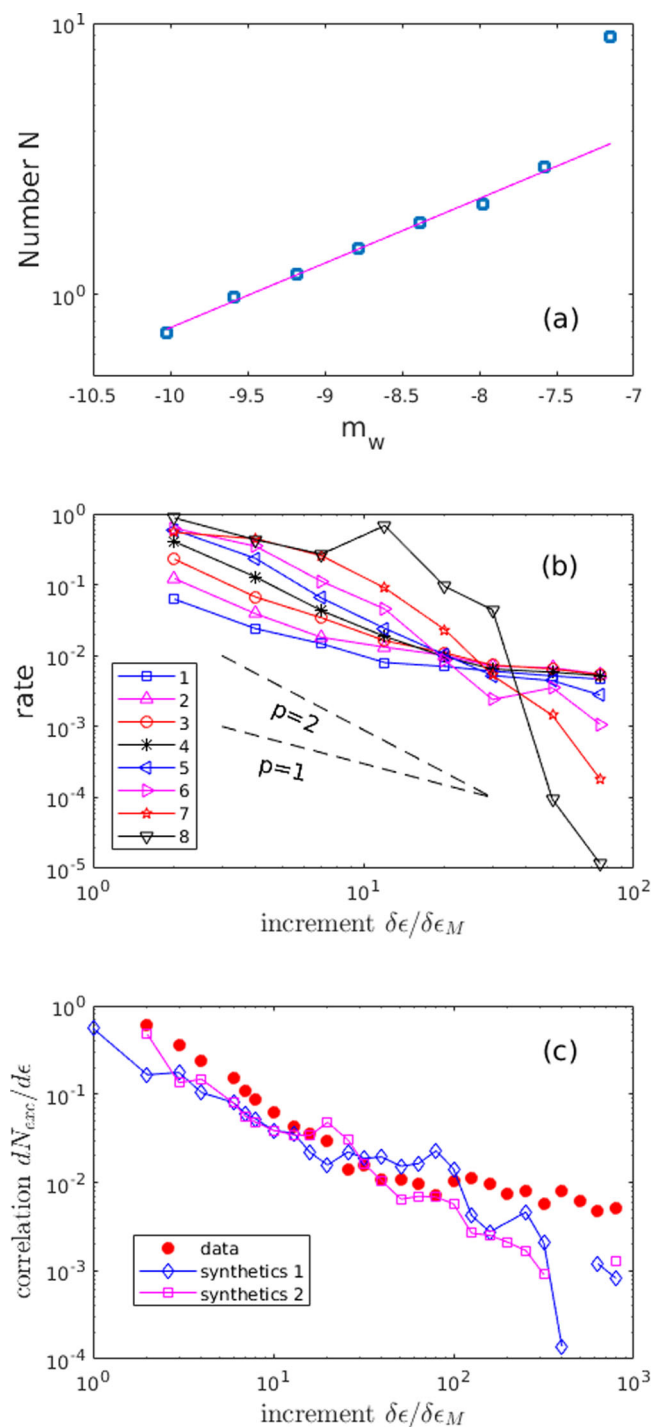 10^1
10^0
Number N
(a)
-10.5 -10 -9.5 -9 -8.5 -8 -7.5 -7
m_w
10^0
10^-1
10^-2
10^-3
10^-4
10^-5
rate
(b)
1
2
3
4
5
6
7
8
p=2
p=1
10^0 10^1 10^2
increment δϵ/δϵ_M
10^0
10^-1
10^-2
10^-3
10^-4
correlation dN_exc/dϵ
(c)
data
synthetics 1
synthetics 2
10^0 10^1 10^2 10^3
increment δϵ/δϵ_M